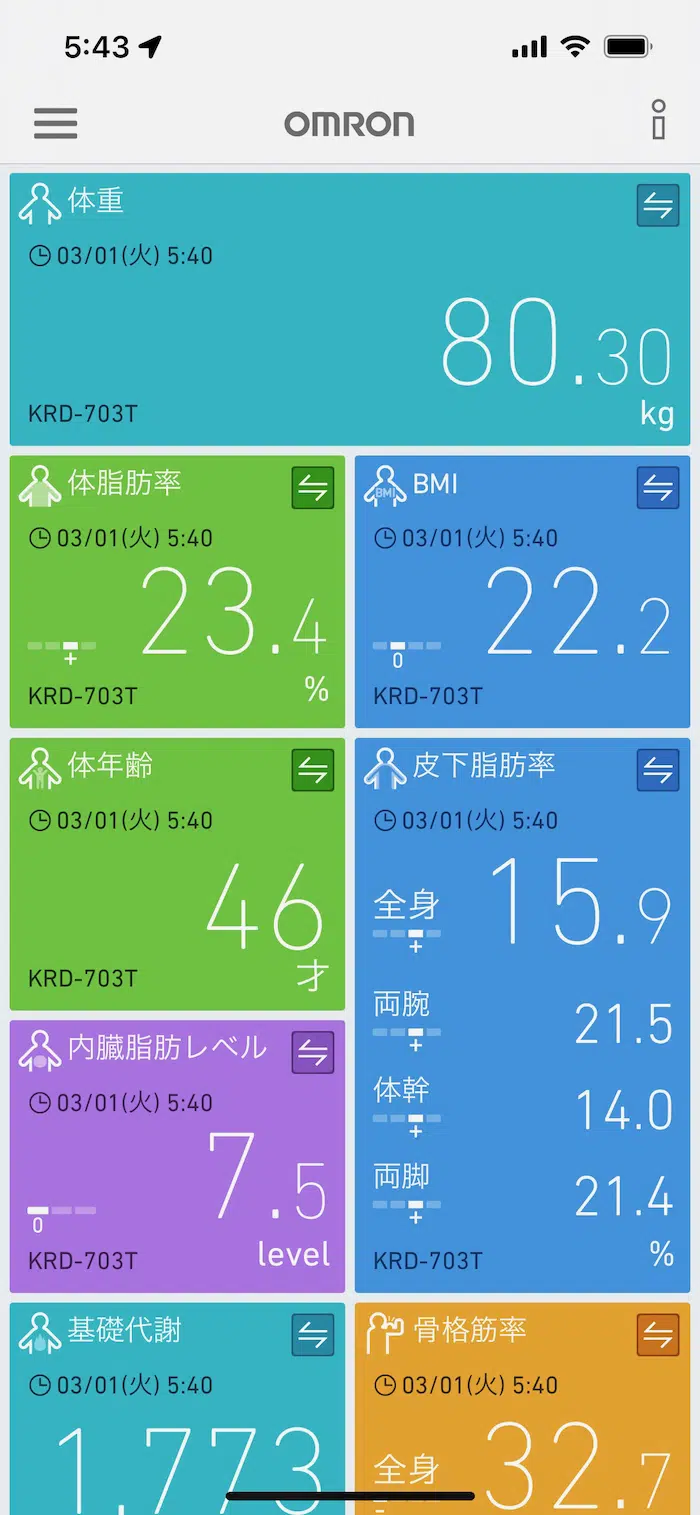 5:43
OMRON
体重
03/01(火) 5:40
80.30
kg
KRD-703T
体脂肪率
03/01(火) 5:40
23.4
+
%
KRD-703T
BMI
BMI
03/01(火) 5:40
22.2
0
KRD-703T
体年齢
03/01(火) 5:40
46
才
KRD-703T
皮下脂肪率
03/01(火) 5:40
全身
15.9
+
両腕
21.5
+
体幹
14.0
+
両脚
21.4
+
%
KRD-703T
内臓脂肪レベル
03/01(火) 5:40
7.5
0
level
KRD-703T
基礎代謝
03/01(火) 5:40
1,773
骨格筋率
03/01(火) 5:40
全身
32.7
-